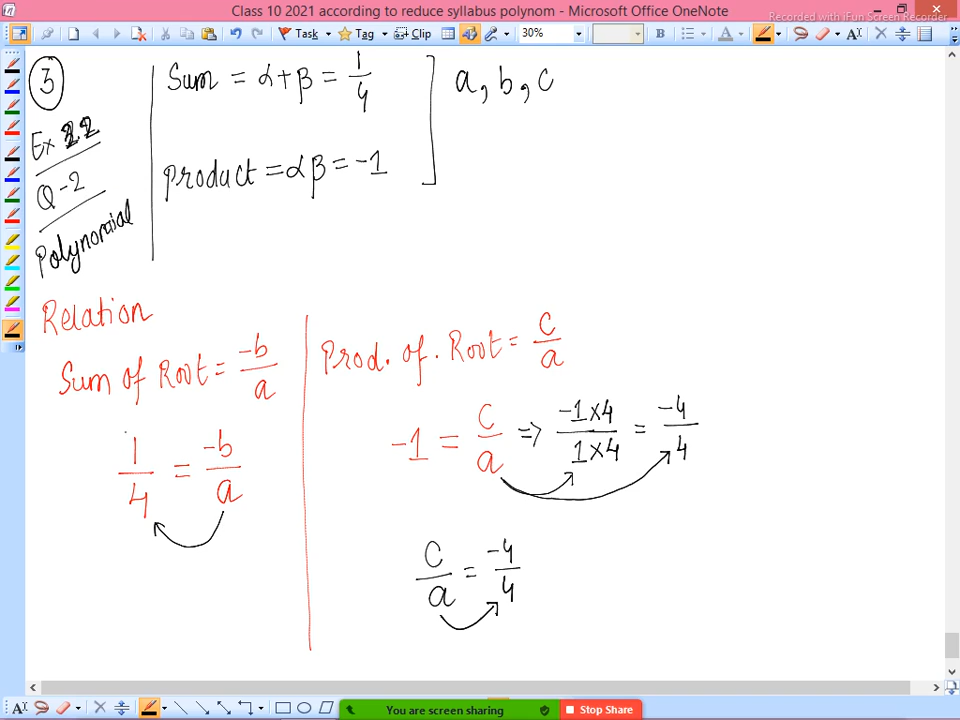 Class 10 2021 according to reduce syllabus polynom - Microsoft Office OneNote
Recorded with iFun Screen Recorder
Task Tag Clip 30% B A A
3
Ex 2.2
Q-2
Polynomial
Sum = α+β = 1/4
product = αβ = -1
a, b, c
Relation
Sum of Root = -b/a
1/4 = -b/a
Prod. of. Root = c/a
-1 = c/a => -1×4/1×4 = -4/4
c/a = -4/4
You are screen sharing
Stop Share